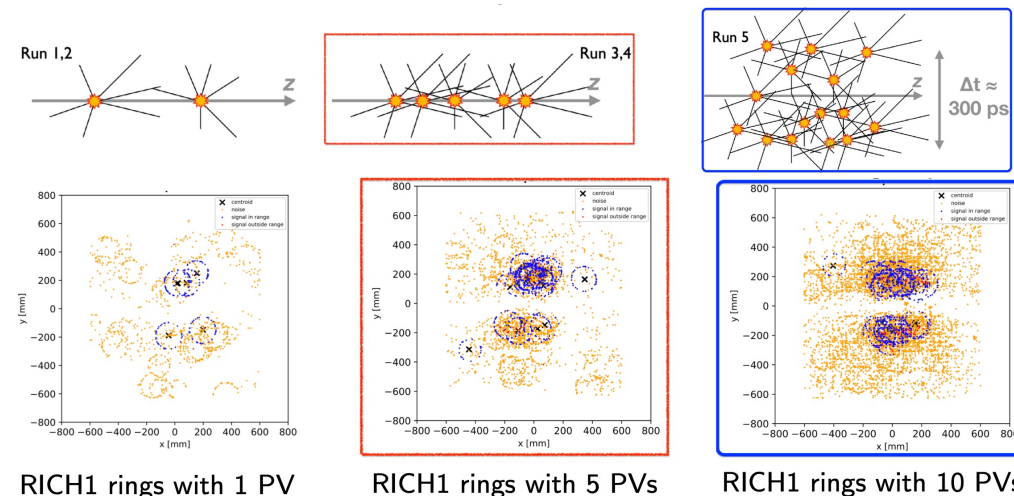 Run 1,2
z
Run 3,4
z
Run 5
z
Δt ≈
300 ps
800
600
400
200
0
−200
−400
−600
−800
y [mm]
−800 −600 −400 −200 0 200 400 600 800
x [mm]
centroid
noise
signal in range
signal outside range
800
600
400
200
0
−200
−400
−600
−800
y [mm]
−800 −600 −400 −200 0 200 400 600 800
x [mm]
centroid
noise
signal in range
signal outside range
800
600
400
200
0
−200
−400
−600
−800
y [mm]
−800 −600 −400 −200 0 200 400 600 800
x [mm]
centroid
noise
signal in range
signal outside range
RICH1 rings with 1 PV
RICH1 rings with 5 PVs
RICH1 rings with 10 PVs